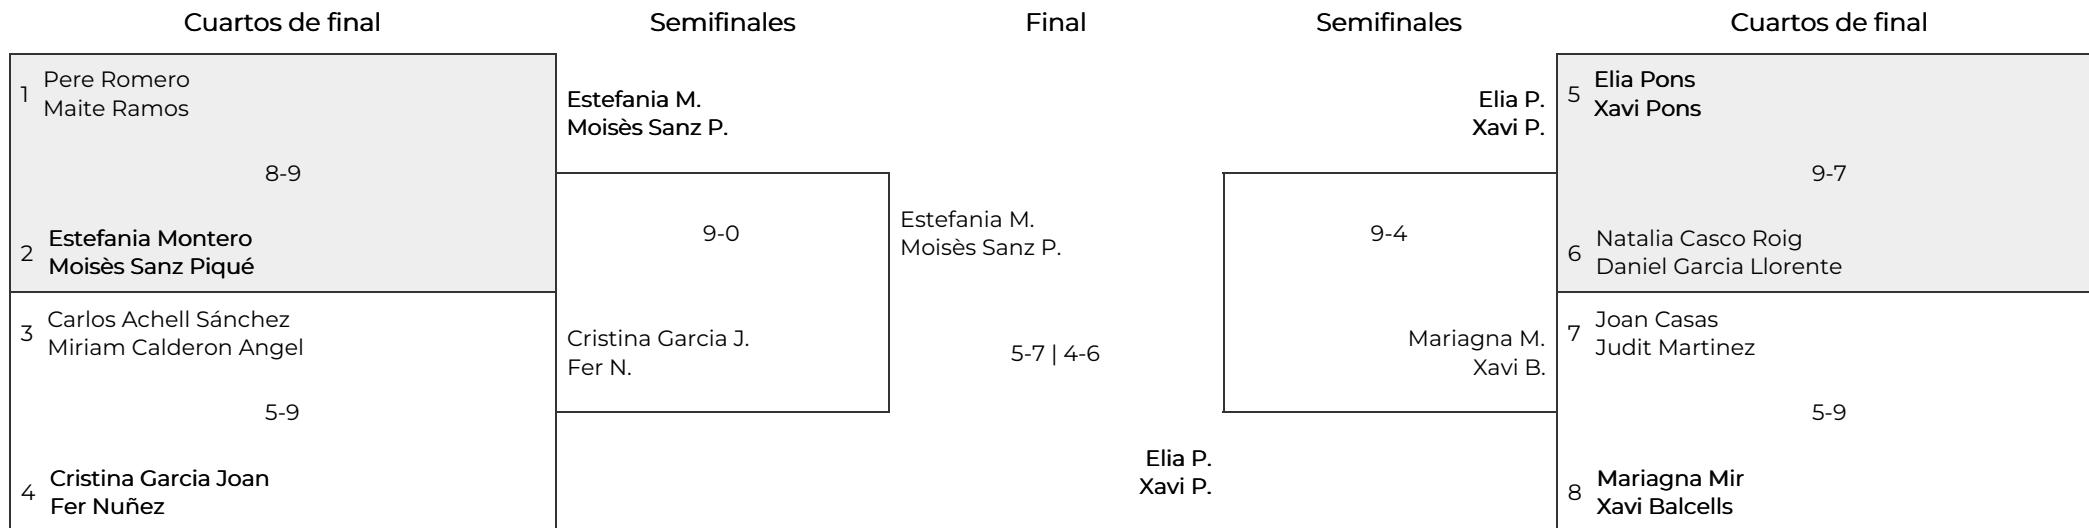 Cuartos de final
Semifinales
Final
Semifinales
Cuartos de final
1
Pere Romero
Maite Ramos
8-9
2
Estefania Montero
Moisès Sanz Piqué
3
Carlos Achell Sánchez
Miriam Calderon Angel
5-9
4
Cristina Garcia Joan
Fer Nuñez
Estefania M.
Moisès Sanz P.
9-0
Cristina Garcia J.
Fer N.
Estefania M.
Moisès Sanz P.
5-7 | 4-6
Elia P.
Xavi P.
Elia P.
Xavi P.
9-4
Mariagna M.
Xavi B.
5
Elia Pons
Xavi Pons
9-7
6
Natalia Casco Roig
Daniel Garcia Llorente
7
Joan Casas
Judit Martinez
5-9
8
Mariagna Mir
Xavi Balcells